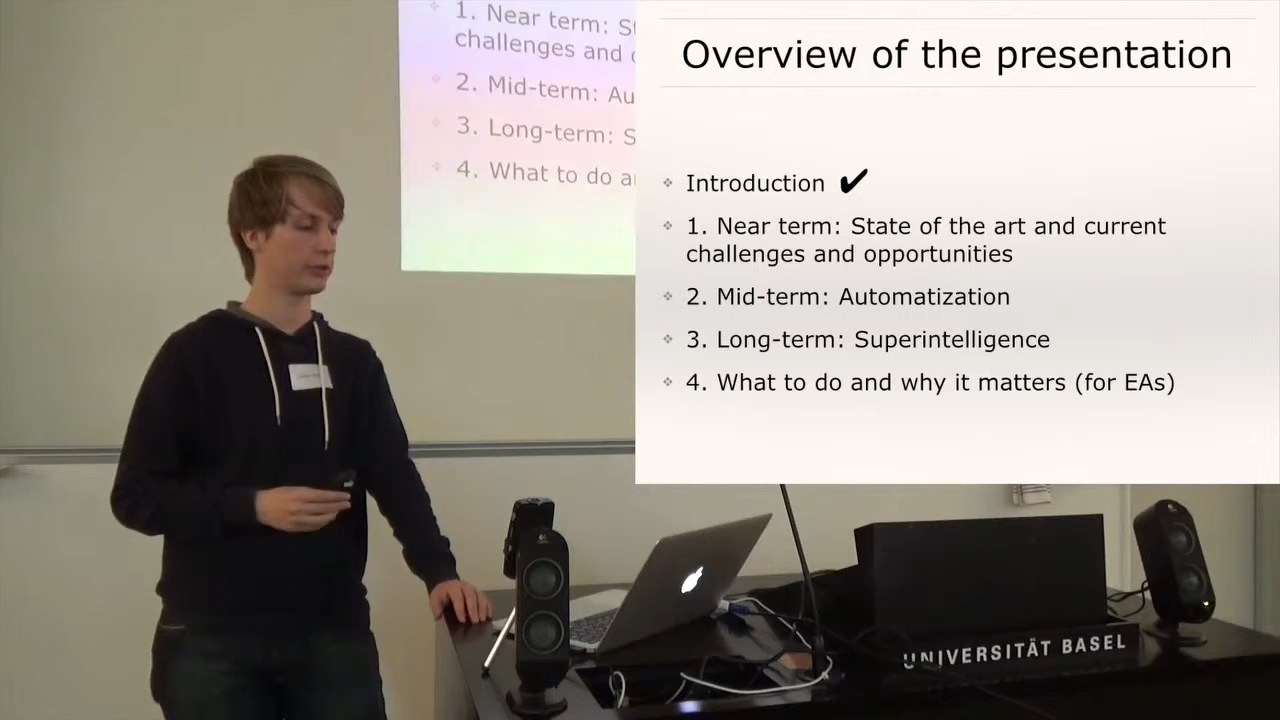 1. Near term: St
challenges and o
2. Mid-term: Au
3. Long-term: S
4. What to do a
Overview of the presentation
Introduction ✔
1. Near term: State of the art and current
challenges and opportunities
2. Mid-term: Automatization
3. Long-term: Superintelligence
4. What to do and why it matters (for EAs)
UNIVERSITÄT BASEL